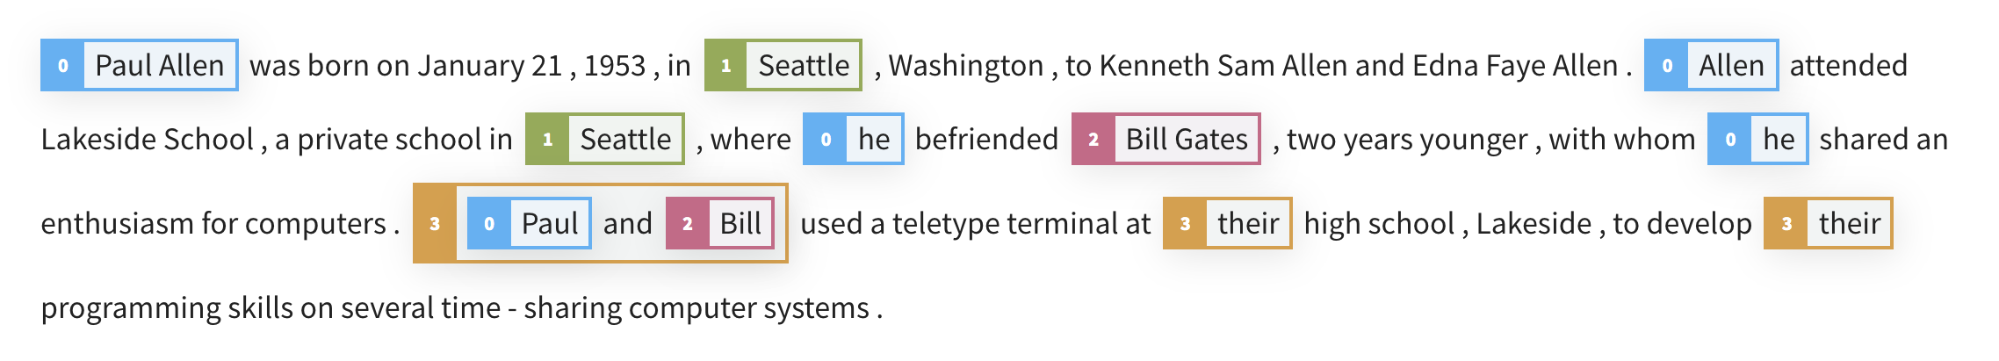 0 Paul Allen was born on January 21 , 1953 , in 1 Seattle , Washington , to Kenneth Sam Allen and Edna Faye Allen . 0 Allen attended
Lakeside School , a private school in 1 Seattle , where 0 he befriended 2 Bill Gates , two years younger , with whom 0 he shared an
enthusiasm for computers . 3 0 Paul and 2 Bill used a teletype terminal at 3 their high school , Lakeside , to develop 3 their
programming skills on several time - sharing computer systems .